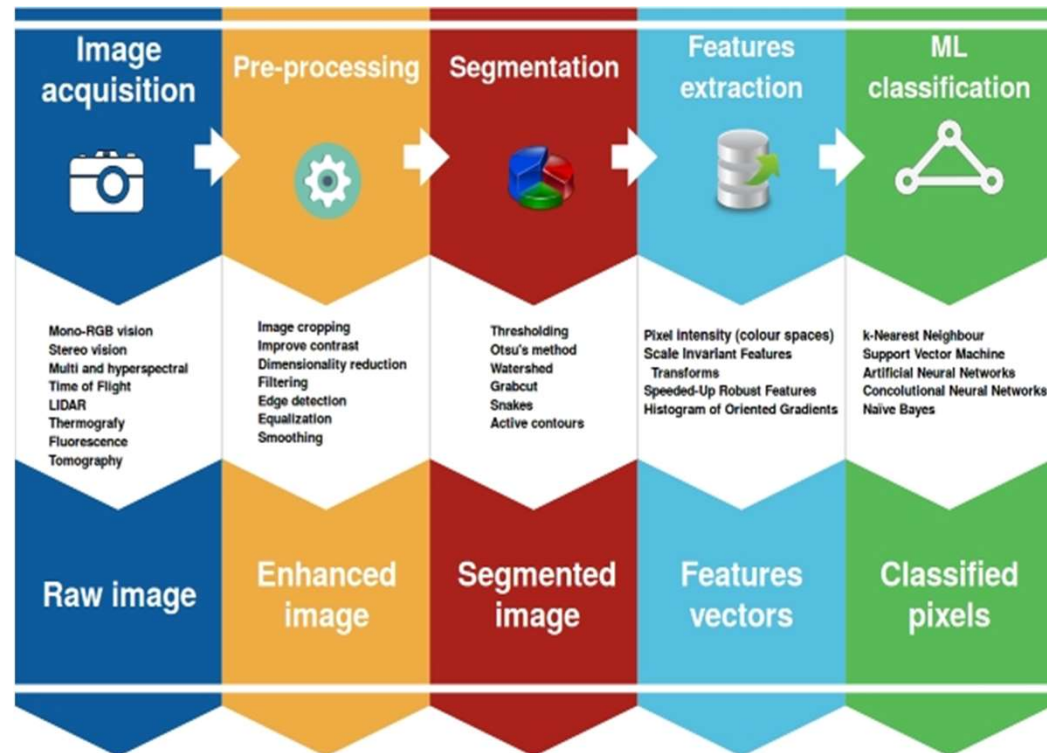 Image
acquisition
Pre-processing
Segmentation
Features
extraction
ML
classification
Mono-RGB vision
Stereo vision
Multi and hyperspectral
Time of Flight
LIDAR
Thermografy
Fluorescence
Tomography
Image cropping
Improve contrast
Dimensionality reduction
Filtering
Edge detection
Equalization
Smoothing
Thresholding
Otsu's method
Watershed
Grabcut
Snakes
Active contours
Pixel Intensity (colour spaces)
Scale Invariant Features
Transforms
Speeded-Up Robust Features
Histogram of Oriented Gradients
k-Nearest Neighbour
Support Vector Machine
Artificial Neural Networks
Concolutional Neural Networks
Naïve Bayes
Raw image
Enhanced
image
Segmented
image
Features
vectors
Classified
pixels